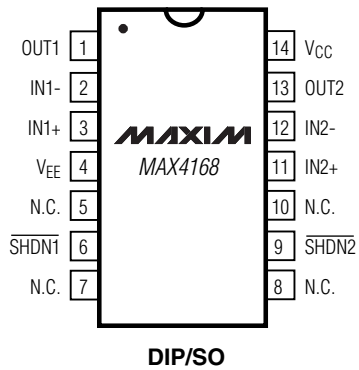 OUT1 1 14 VCC
IN1- 2 13 OUT2
IN1+ 3 MAXIM 12 IN2-
VEE 4 MAX4168 11 IN2+
N.C. 5 10 N.C.
SHDN1 6 9 SHDN2
N.C. 7 8 N.C.
DIP/SO